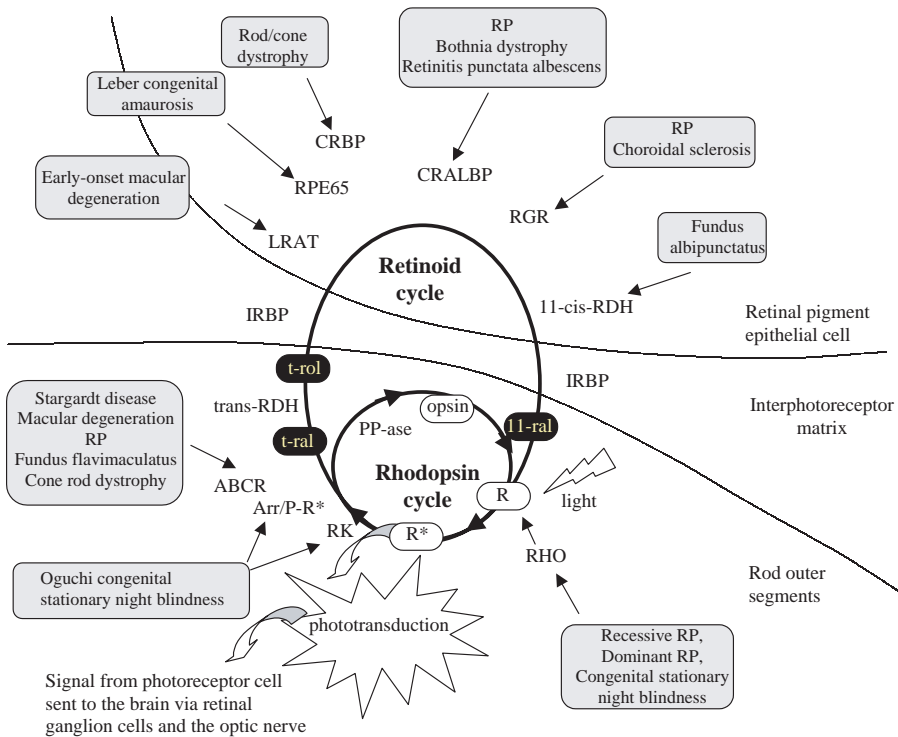 Rod/cone
dystrophy
RP
Bothnia dystrophy
Retinitis punctata albescens
Leber congenital
amaurosis
CRBP
RP
Choroidal sclerosis
Early-onset macular
degeneration
RPE65
CRALBP
RGR
LRAT
Fundus
albipunctatus
Retinoid
cycle
11-cis-RDH
IRBP
Retinal pigment
epithelial cell
t-rol
IRBP
Stargardt disease
Macular degeneration
RP
Fundus flavimaculatus
Cone rod dystrophy
trans-RDH
opsin
Interphotoreceptor
matrix
PP-ase
11-ral
t-ral
ABCR
Rhodopsin
cycle
R
light
Arr/P-R*
RK
R*
RHO
Oguchi congenital
stationary night blindness
Rod outer
segments
phototransduction
Recessive RP,
Dominant RP,
Congenital stationary
night blindness
Signal from photoreceptor cell
sent to the brain via retinal
ganglion cells and the optic nerve